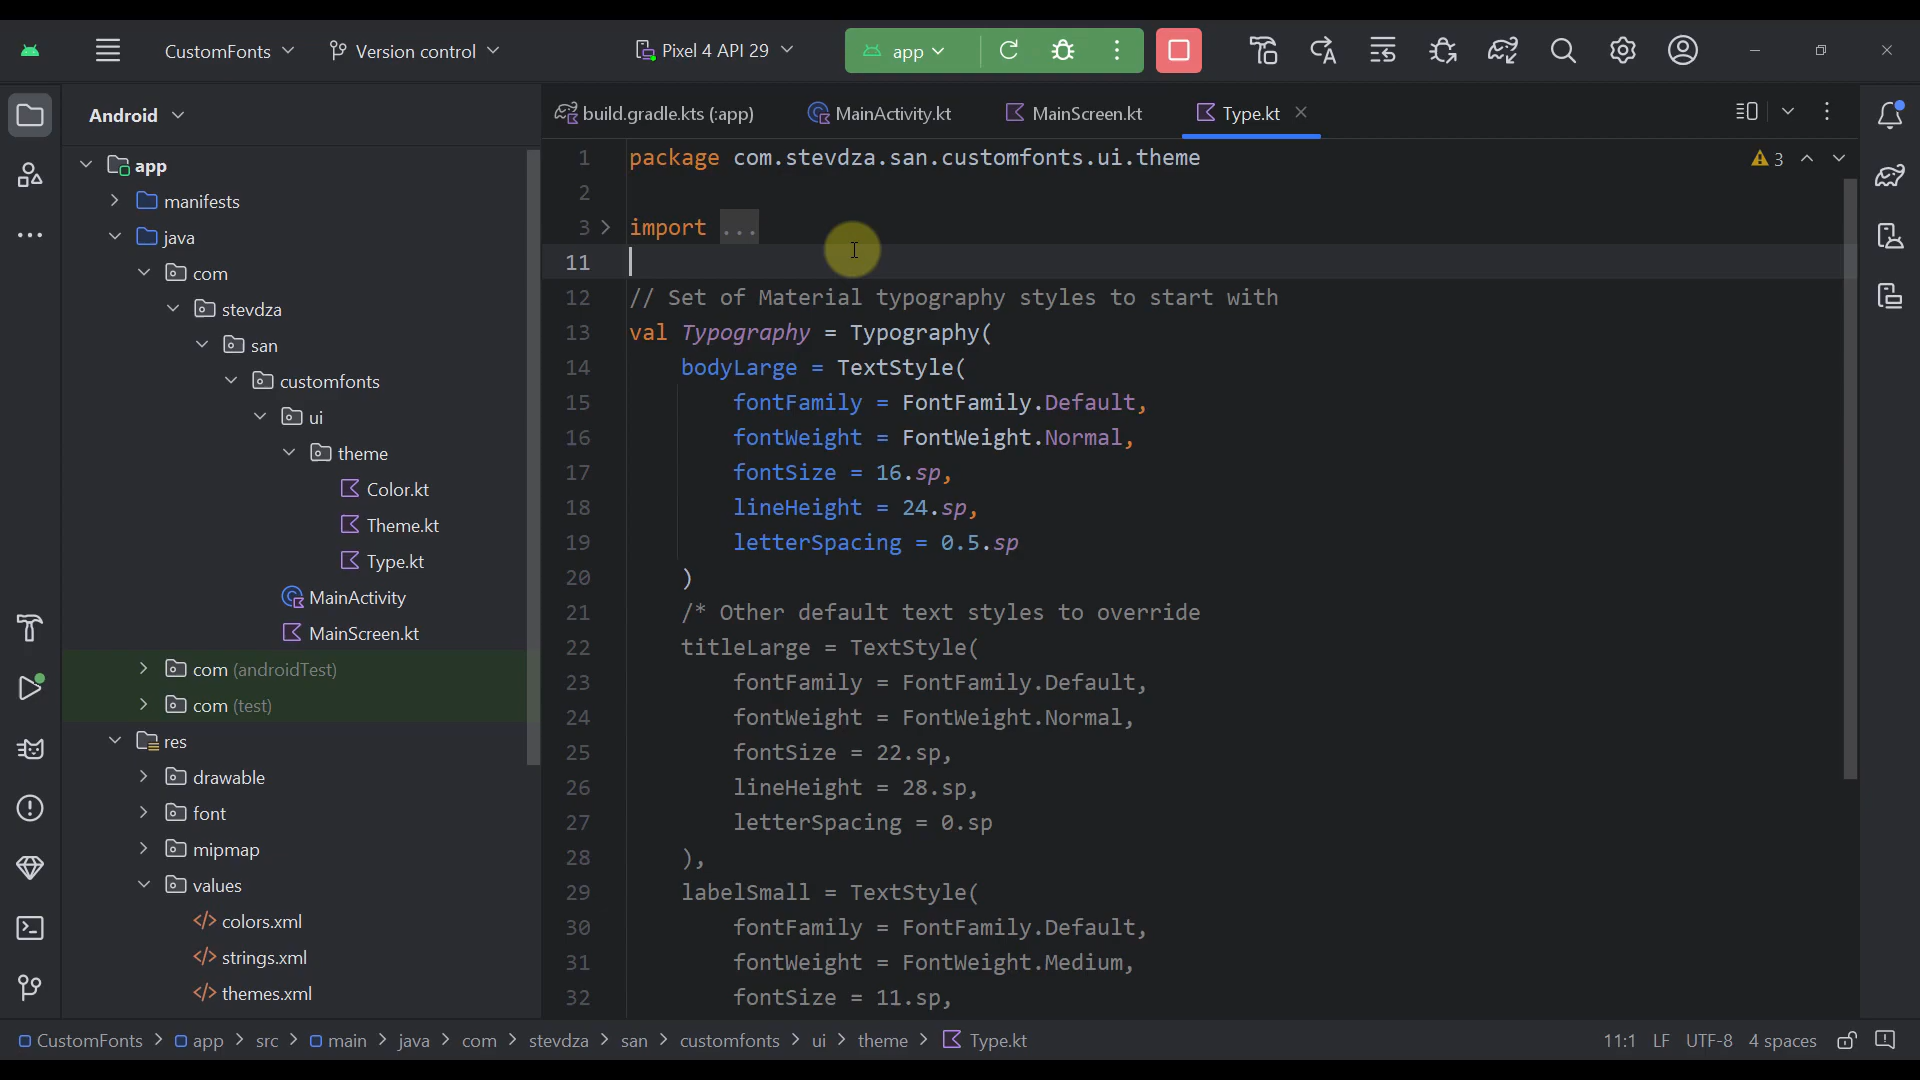 CustomFonts
Version control
Pixel 4 API 29
app
Android
app
manifests
java
com
stevdza
san
customfonts
ui
theme
Color.kt
Theme.kt
Type.kt
MainActivity
MainScreen.kt
com (androidTest)
com (test)
res
drawable
font
mipmap
values
</> colors.xml
</> strings.xml
</> themes.xml
build.gradle.kts (:app)
MainActivity.kt
MainScreen.kt
Type.kt
3
1 package com.stevdza.san.customfonts.ui.theme
2
3 import ...
11
12 // Set of Material typography styles to start with
13 val Typography = Typography(
14 bodyLarge = TextStyle(
15 fontFamily = FontFamily.Default,
16 fontWeight = FontWeight.Normal,
17 fontSize = 16.sp,
18 lineHeight = 24.sp,
19 letterSpacing = 0.5.sp
20 )
21 /* Other default text styles to override
22 titleLarge = TextStyle(
23 fontFamily = FontFamily.Default,
24 fontWeight = FontWeight.Normal,
25 fontSize = 22.sp,
26 lineHeight = 28.sp,
27 letterSpacing = 0.sp
28 ),
29 labelSmall = TextStyle(
30 fontFamily = FontFamily.Default,
31 fontWeight = FontWeight.Medium,
32 fontSize = 11.sp,
CustomFonts > app > src > main > java > com > stevdza > san > customfonts > ui > theme > Type.kt
11:1 LF UTF-8 4 spaces